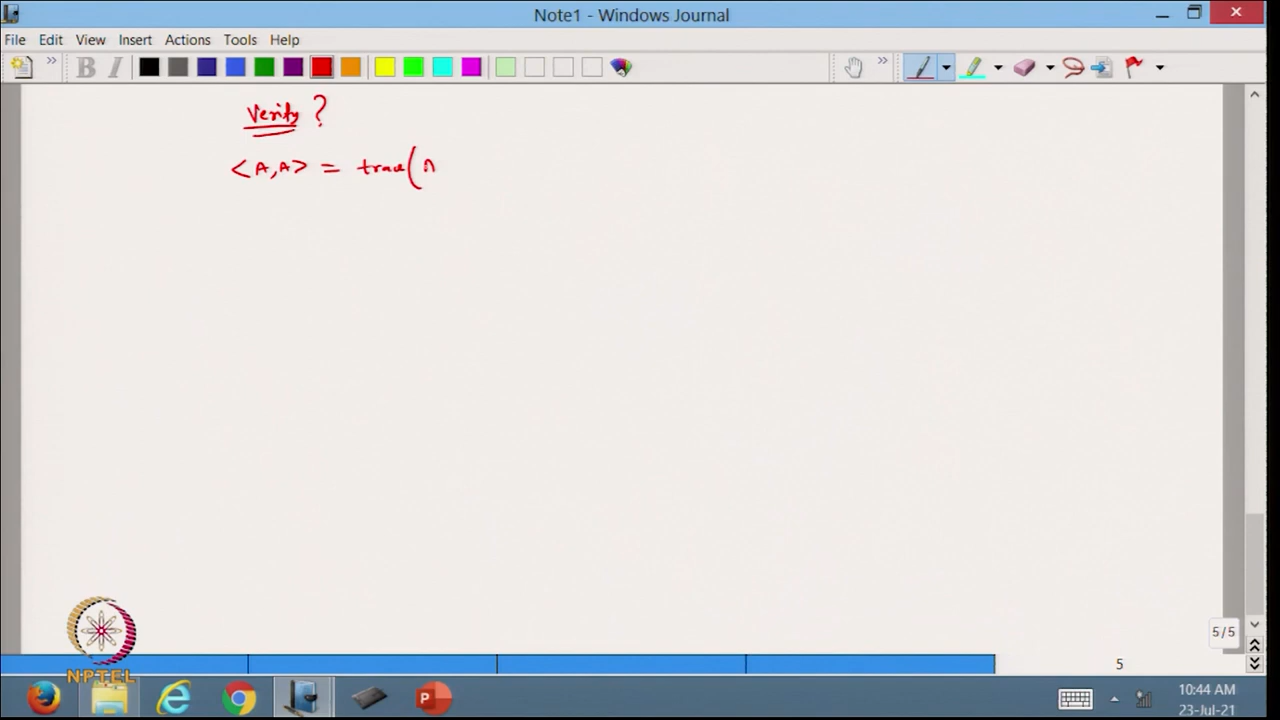 Note1 - Windows Journal
File Edit View Insert Actions Tools Help
B I
Verify ?
<A,A> = trace(A
5/5
5
NPTEL
10:44 AM
23-Jul-21